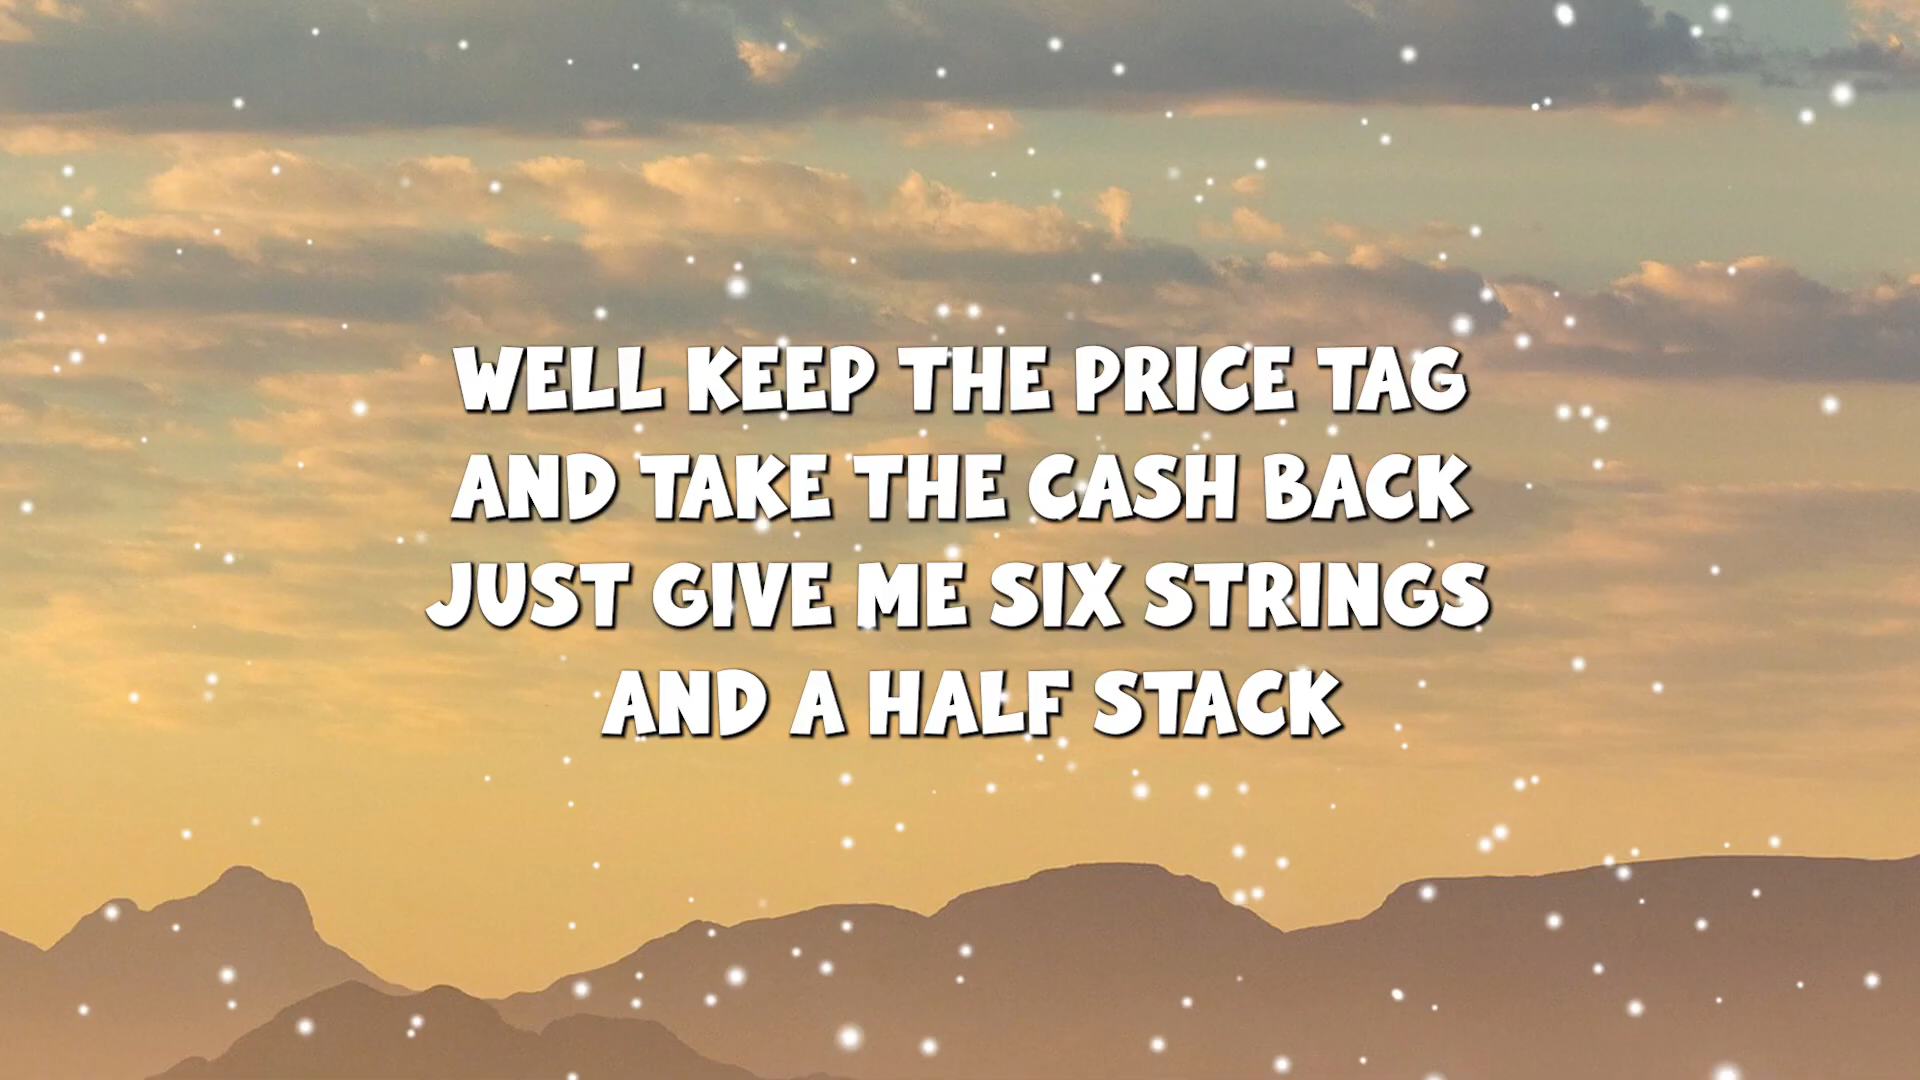 WELL KEEP THE PRICE TAG
AND TAKE THE CASH BACK
JUST GIVE ME SIX STRINGS
AND A HALF STACK